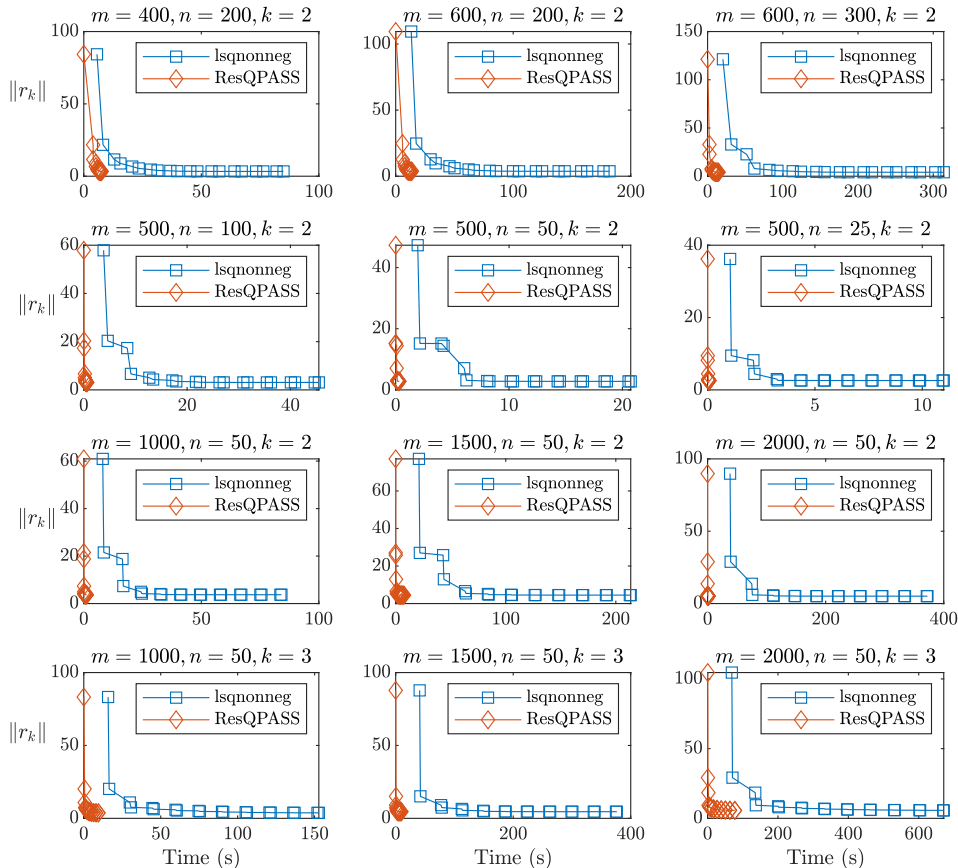 m = 400, n = 200, k = 2
m = 600, n = 200, k = 2
m = 600, n = 300, k = 2
‖r_k‖
100
50
0
0
50
100
lsqnonneg
ResQPASS
100
50
0
0
100
200
lsqnonneg
ResQPASS
150
100
50
0
0
100
200
300
lsqnonneg
ResQPASS
m = 500, n = 100, k = 2
m = 500, n = 50, k = 2
m = 500, n = 25, k = 2
‖r_k‖
60
40
20
0
0
20
40
lsqnonneg
ResQPASS
40
20
0
0
10
20
lsqnonneg
ResQPASS
40
20
0
0
5
10
lsqnonneg
ResQPASS
m = 1000, n = 50, k = 2
m = 1500, n = 50, k = 2
m = 2000, n = 50, k = 2
‖r_k‖
60
40
20
0
0
50
100
lsqnonneg
ResQPASS
60
40
20
0
0
50
100
150
200
lsqnonneg
ResQPASS
100
50
0
0
200
400
lsqnonneg
ResQPASS
m = 1000, n = 50, k = 3
m = 1500, n = 50, k = 3
m = 2000, n = 50, k = 3
‖r_k‖
100
50
0
0
50
100
150
lsqnonneg
ResQPASS
100
50
0
0
200
400
lsqnonneg
ResQPASS
100
50
0
0
200
400
600
lsqnonneg
ResQPASS
Time (s)
Time (s)
Time (s)